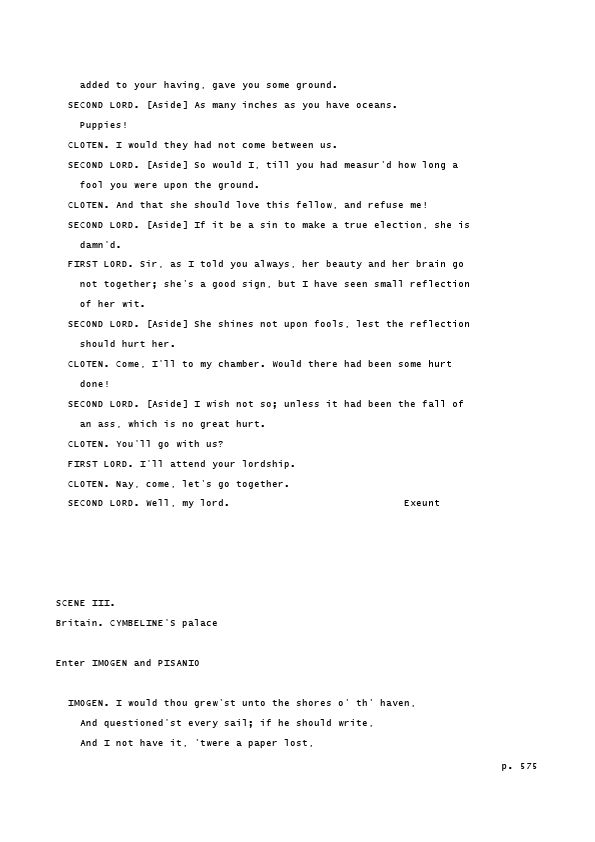 added to your having, gave you some ground.
SECOND LORD. [Aside] As many inches as you have oceans.
Puppies!
CLOTEN. I would they had not come between us.
SECOND LORD. [Aside] So would I, till you had measur'd how long a
fool you were upon the ground.
CLOTEN. And that she should love this fellow, and refuse me!
SECOND LORD. [Aside] If it be a sin to make a true election, she is
damn'd.
FIRST LORD. Sir, as I told you always, her beauty and her brain go
not together; she's a good sign, but I have seen small reflection
of her wit.
SECOND LORD. [Aside] She shines not upon fools, lest the reflection
should hurt her.
CLOTEN. Come, I'll to my chamber. Would there had been some hurt
done!
SECOND LORD. [Aside] I wish not so; unless it had been the fall of
an ass, which is no great hurt.
CLOTEN. You'll go with us?
FIRST LORD. I'll attend your lordship.
CLOTEN. Nay, come, let's go together.
SECOND LORD. Well, my lord. Exeunt
SCENE III.
Britain. CYMBELINE'S palace
Enter IMOGEN and PISANIO
IMOGEN. I would thou grew'st unto the shores o' th' haven,
And questioned'st every sail; if he should write,
And I not have it, 'twere a paper lost,
p. 575